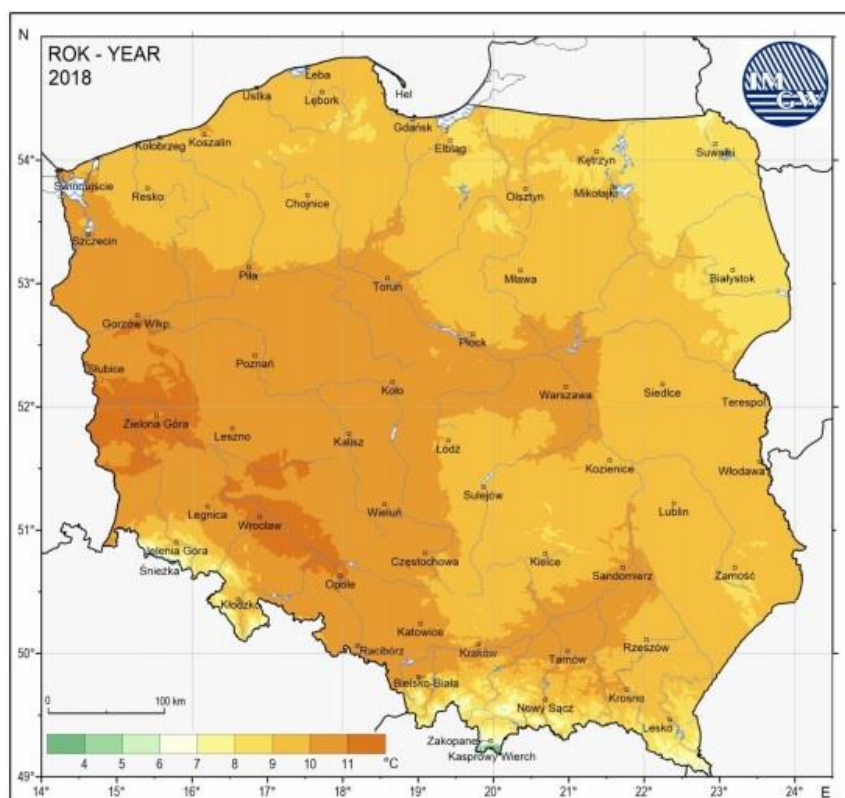 N
ROK - YEAR
2018
IM
GW
Łeba
Ustka
Lębork
Hel
Gdańsk
Elbląg
Koszalin
Kołobrzeg
Kętrzyn
Suwałki
54°
Świnoujście
Resko
Chojnice
Olsztyn
Mikołajki
Szczecin
Piła
Toruń
Mława
Białystok
53°
Gorzów Wlkp.
Płock
Słubice
Poznań
Koło
Warszawa
Siedlce
Terespol
52°
Zielona Góra
Leszno
Kalisz
Łódź
Kozienice
Włodawa
Sulejów
Legnica
Wrocław
Wieluń
Lublin
51°
Jelenia Góra
Śnieżka
Częstochowa
Kielce
Sandomierz
Zamość
Opole
Kłodzko
Katowice
Racibórz
Kraków
Tarnów
Rzeszów
50°
Bielsko-Biała
Nowy Sącz
Krosno
Lesko
0 100 km
Zakopane
Kasprowy Wierch
4 5 6 7 8 9 10 11 °C
49°
14° 15° 16° 17° 18° 19° 20° 21° 22° 23° 24° E